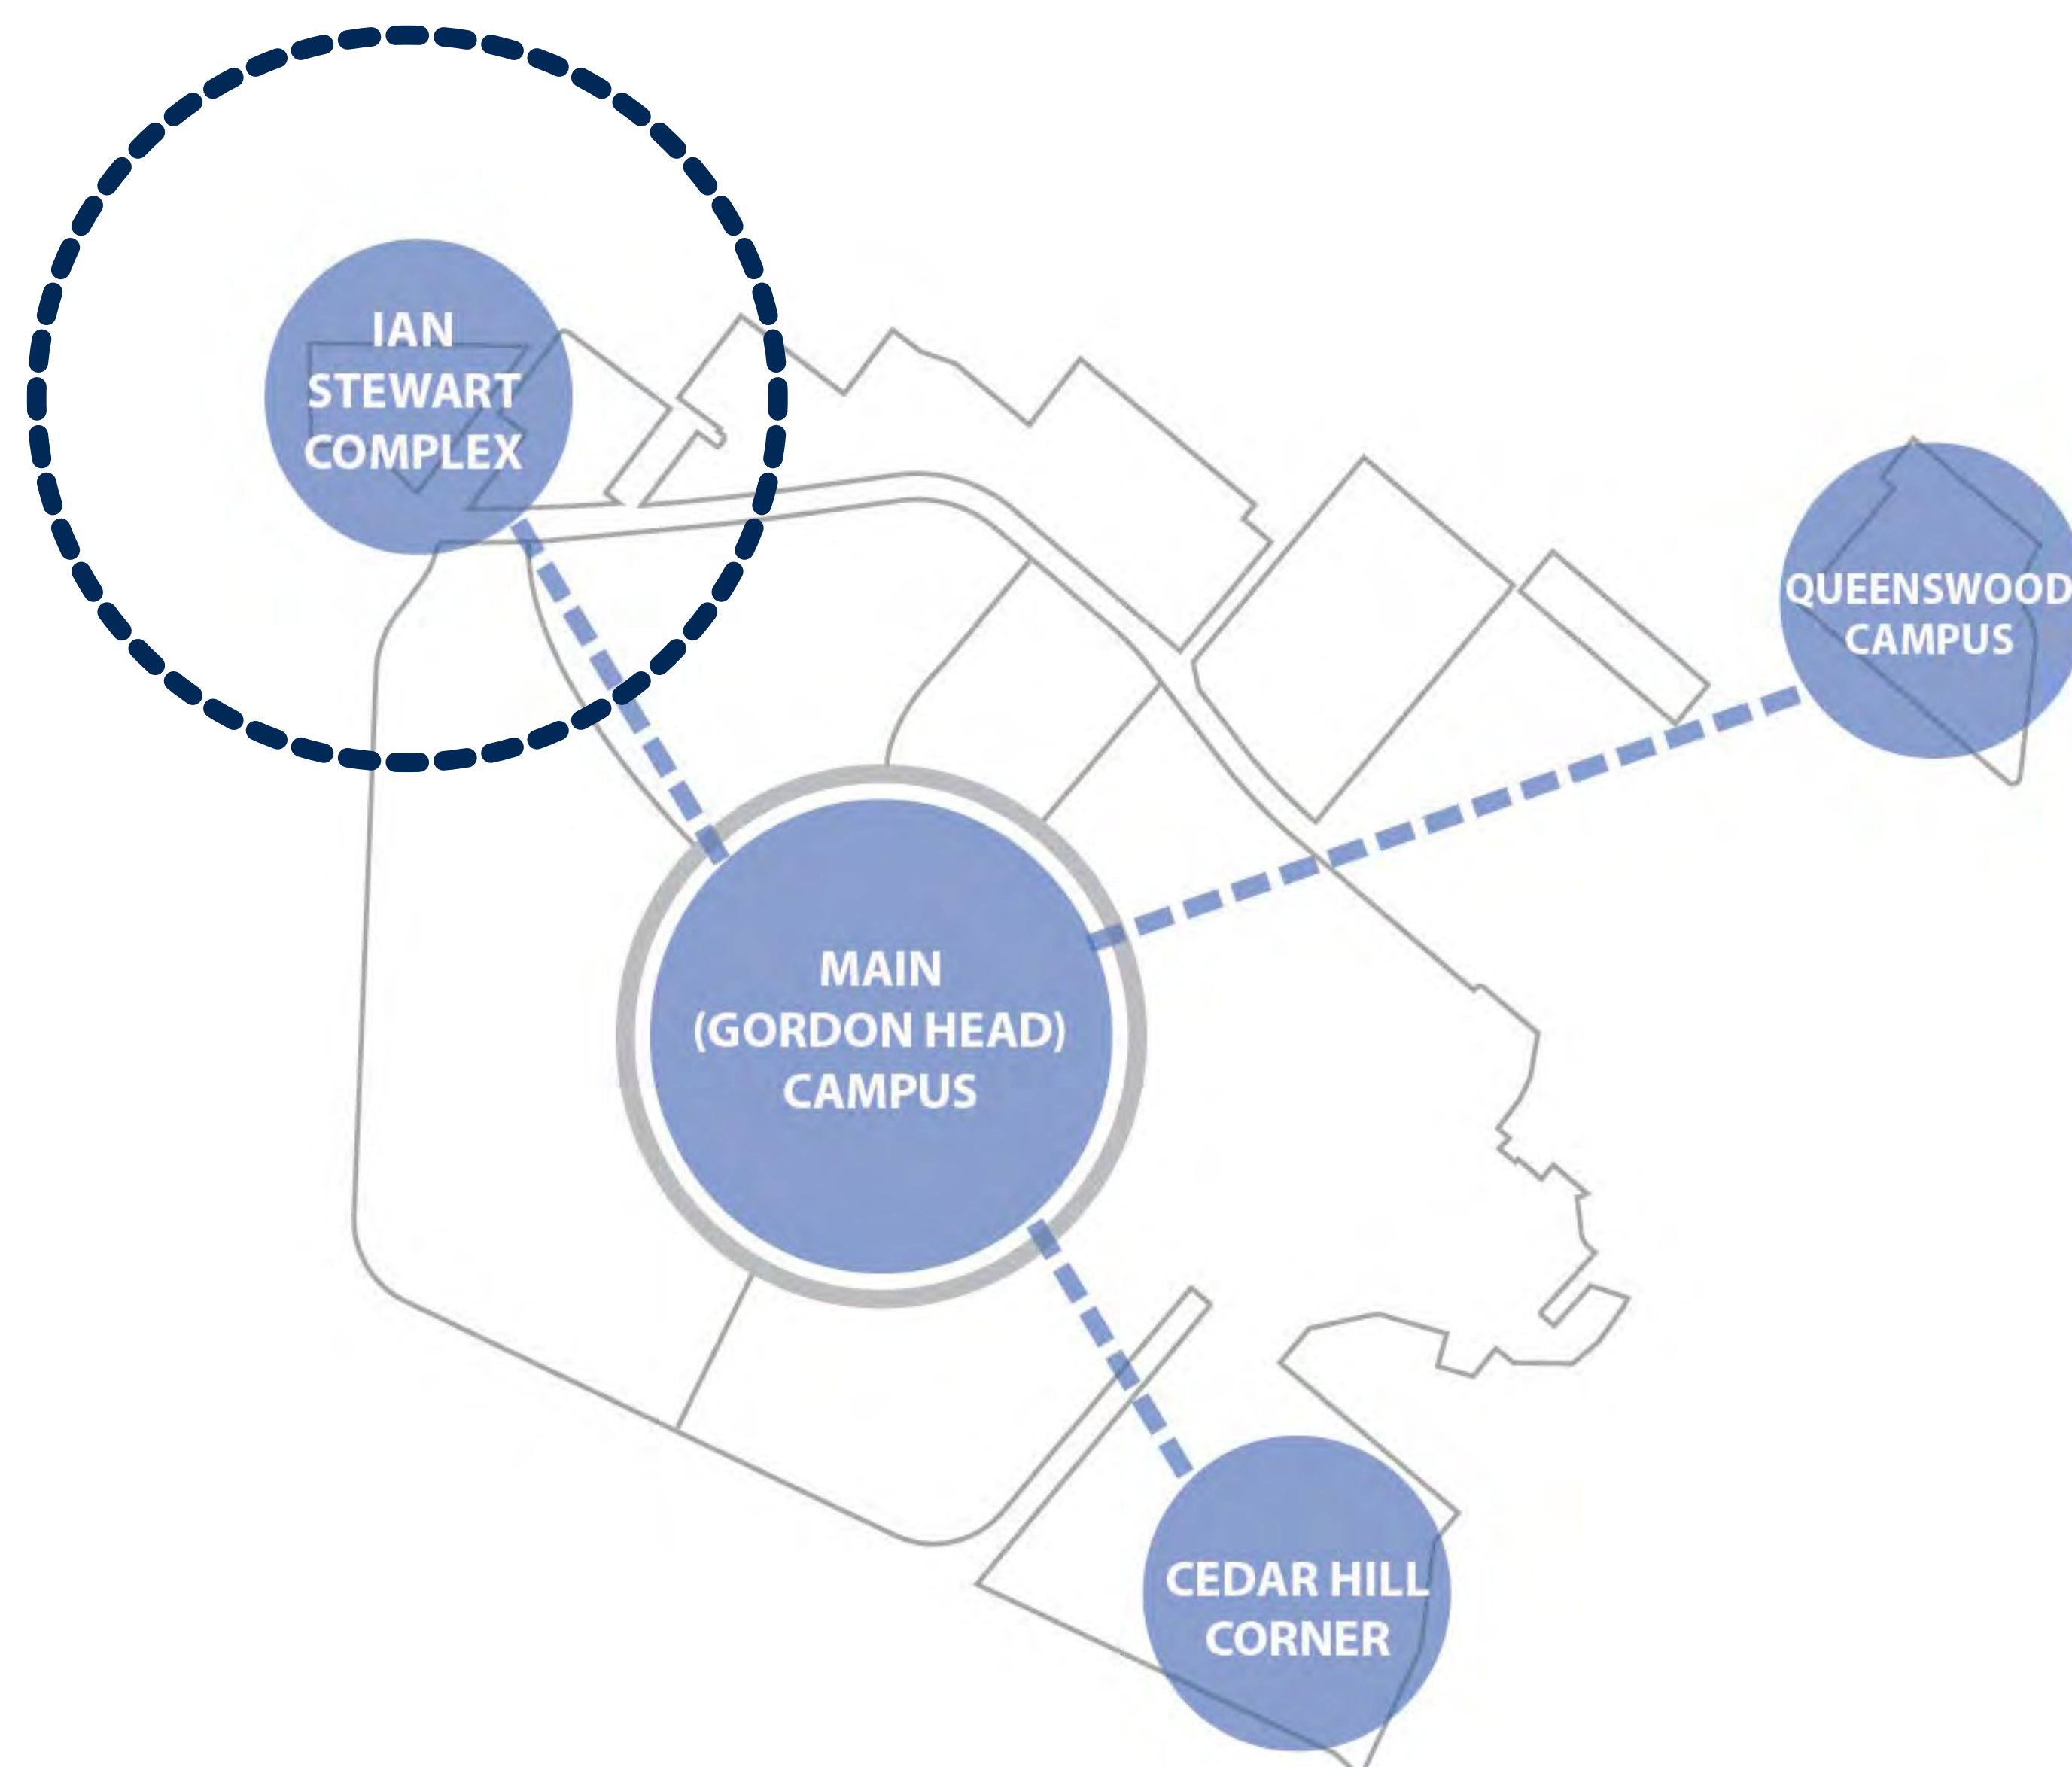 IAN
STEWART
COMPLEX
QUEENSWOOD
CAMPUS
MAIN
(GORDON HEAD)
CAMPUS
CEDAR HILL
CORNER